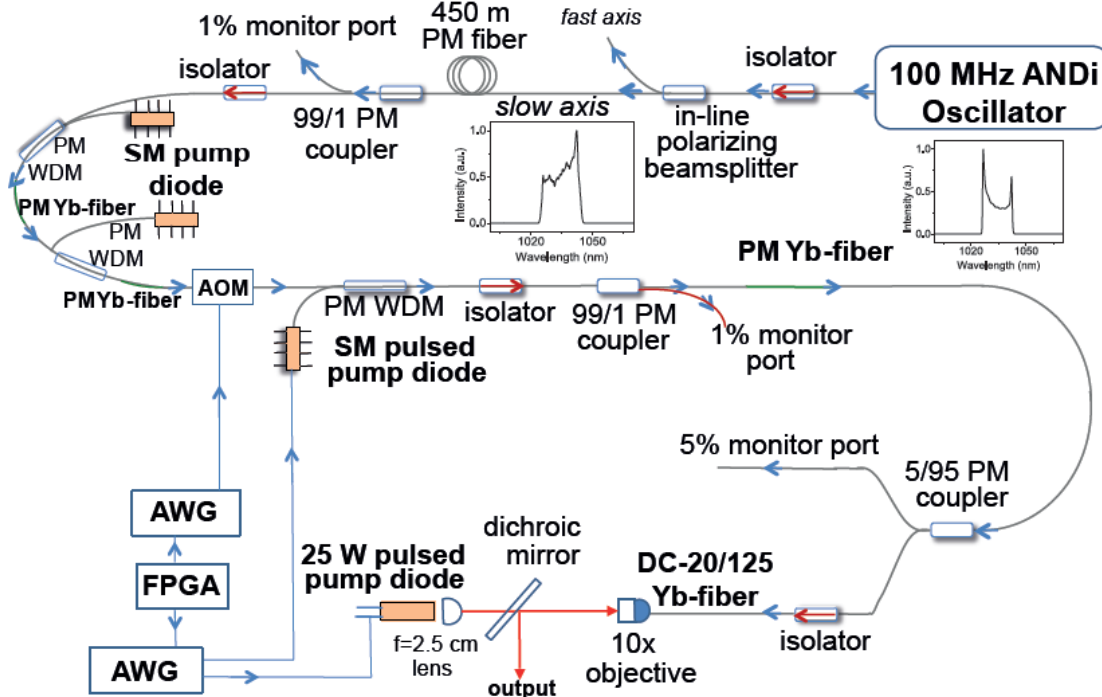 450 m
PM fiber
fast axis
1% monitor port
isolator
isolator
100 MHz ANDi
Oscillator
99/1 PM
coupler
slow axis
in-line
polarizing
beamsplitter
PM
WDM
SM pump
diode
Intensity (a.u.)
1.0
0.5
0.0
1020
1050
Wavelength (nm)
Intensity (a.u.)
1.0
0.5
0.0
1020
1050
Wavelength (nm)
PM Yb-fiber
PM
WDM
PM Yb-fiber
AOM
PM WDM
isolator
99/1 PM
coupler
PM Yb-fiber
1% monitor
port
SM pulsed
pump diode
5% monitor port
5/95 PM
coupler
AWG
FPGA
AWG
25 W pulsed
pump diode
f=2.5 cm
lens
dichroic
mirror
output
DC-20/125
Yb-fiber
10x
objective
isolator